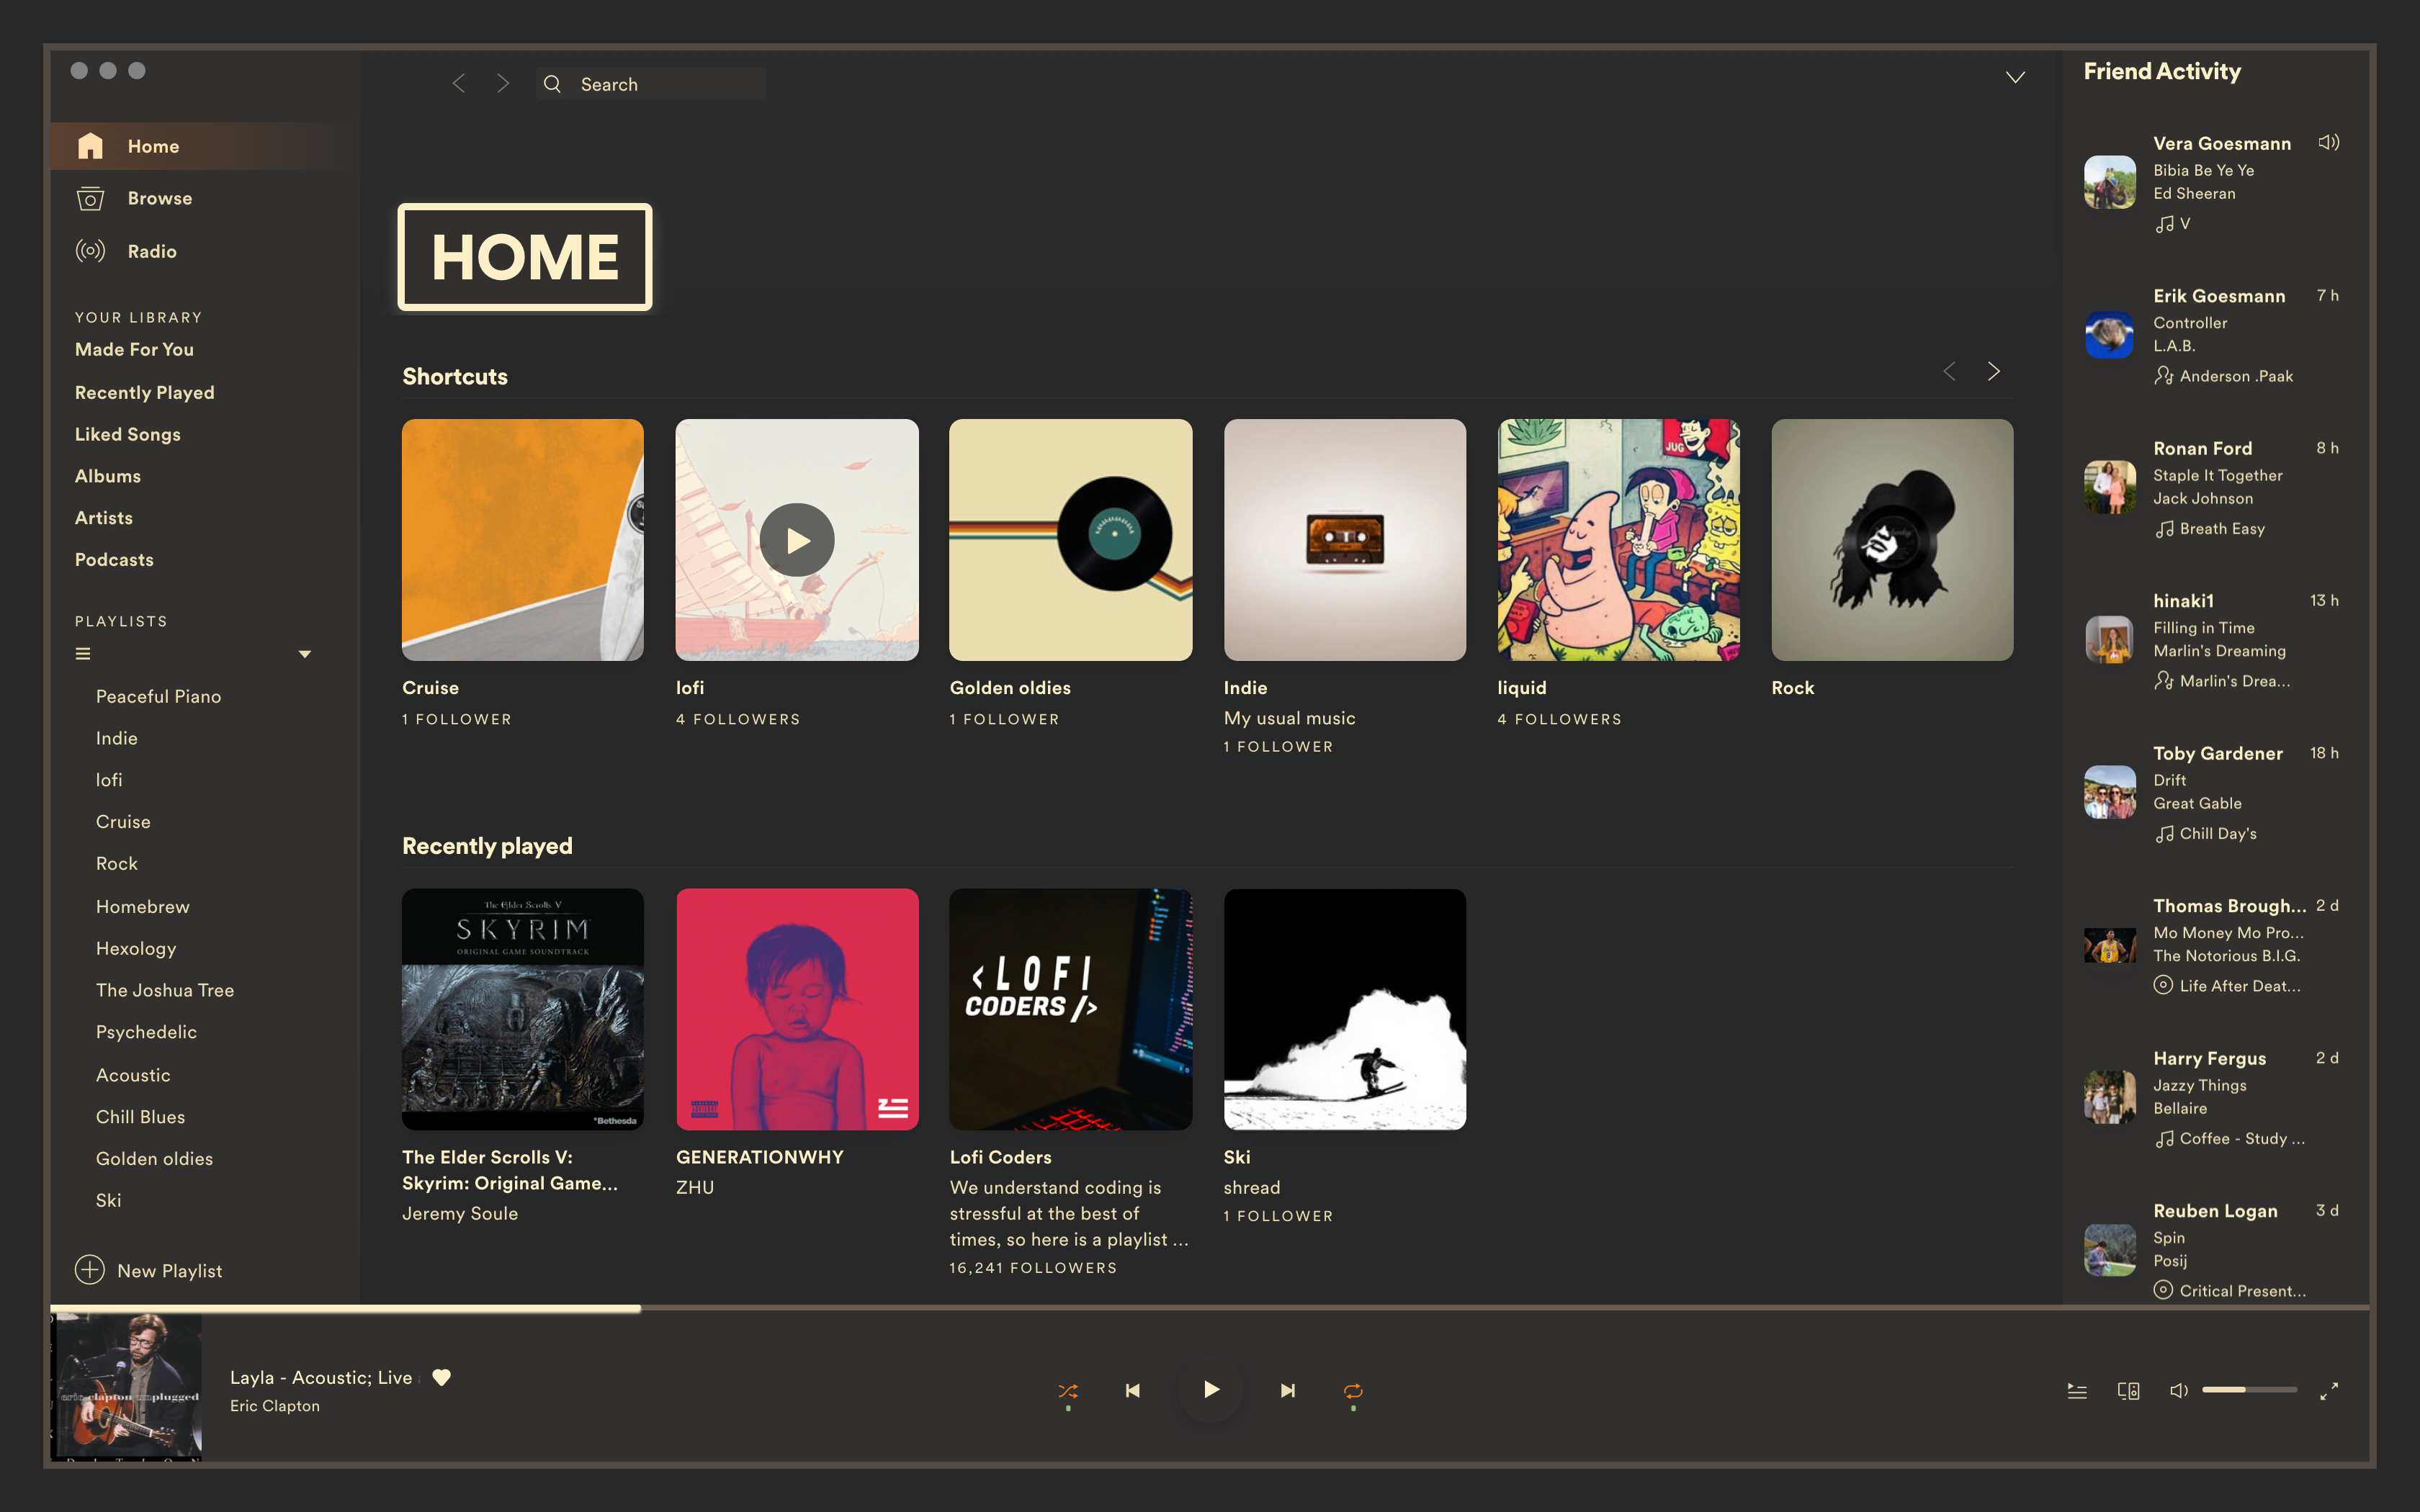 Search
Home
Browse
Radio
YOUR LIBRARY
Made For You
Recently Played
Liked Songs
Albums
Artists
Podcasts
PLAYLISTS
Peaceful Piano
Indie
lofi
Cruise
Rock
Homebrew
Hexology
The Joshua Tree
Psychedelic
Acoustic
Chill Blues
Golden oldies
Ski
New Playlist
HOME
Shortcuts
JUG
Cruise
1 FOLLOWER
lofi
4 FOLLOWERS
Golden oldies
1 FOLLOWER
Indie
My usual music
1 FOLLOWER
liquid
4 FOLLOWERS
Rock
Recently played
The Elder Scrolls V
SKYRIM
ORIGINAL GAME SOUNDTRACK
Bethesda
<LOFI
CODERS/>
The Elder Scrolls V:
Skyrim: Original Game...
Jeremy Soule
GENERATIONWHY
ZHU
Lofi Coders
We understand coding is
stressful at the best of
times, so here is a playlist ...
16,241 FOLLOWERS
Ski
shread
1 FOLLOWER
Friend Activity
Vera Goesmann
Bibia Be Ye Ye
Ed Sheeran
V
Erik Goesmann 7 h
Controller
L.A.B.
Anderson .Paak
Ronan Ford 8 h
Staple It Together
Jack Johnson
Breath Easy
hinaki1 13 h
Filling in Time
Marlin's Dreaming
Marlin's Drea...
Toby Gardener 18 h
Drift
Great Gable
Chill Day's
Thomas Brough... 2 d
Mo Money Mo Pro...
The Notorious B.I.G.
Life After Deat...
Harry Fergus 2 d
Jazzy Things
Bellaire
Coffee - Study ...
Reuben Logan 3 d
Spin
Posij
Critical Present...
eric clapton unplugged
Layla - Acoustic; Live
Eric Clapton